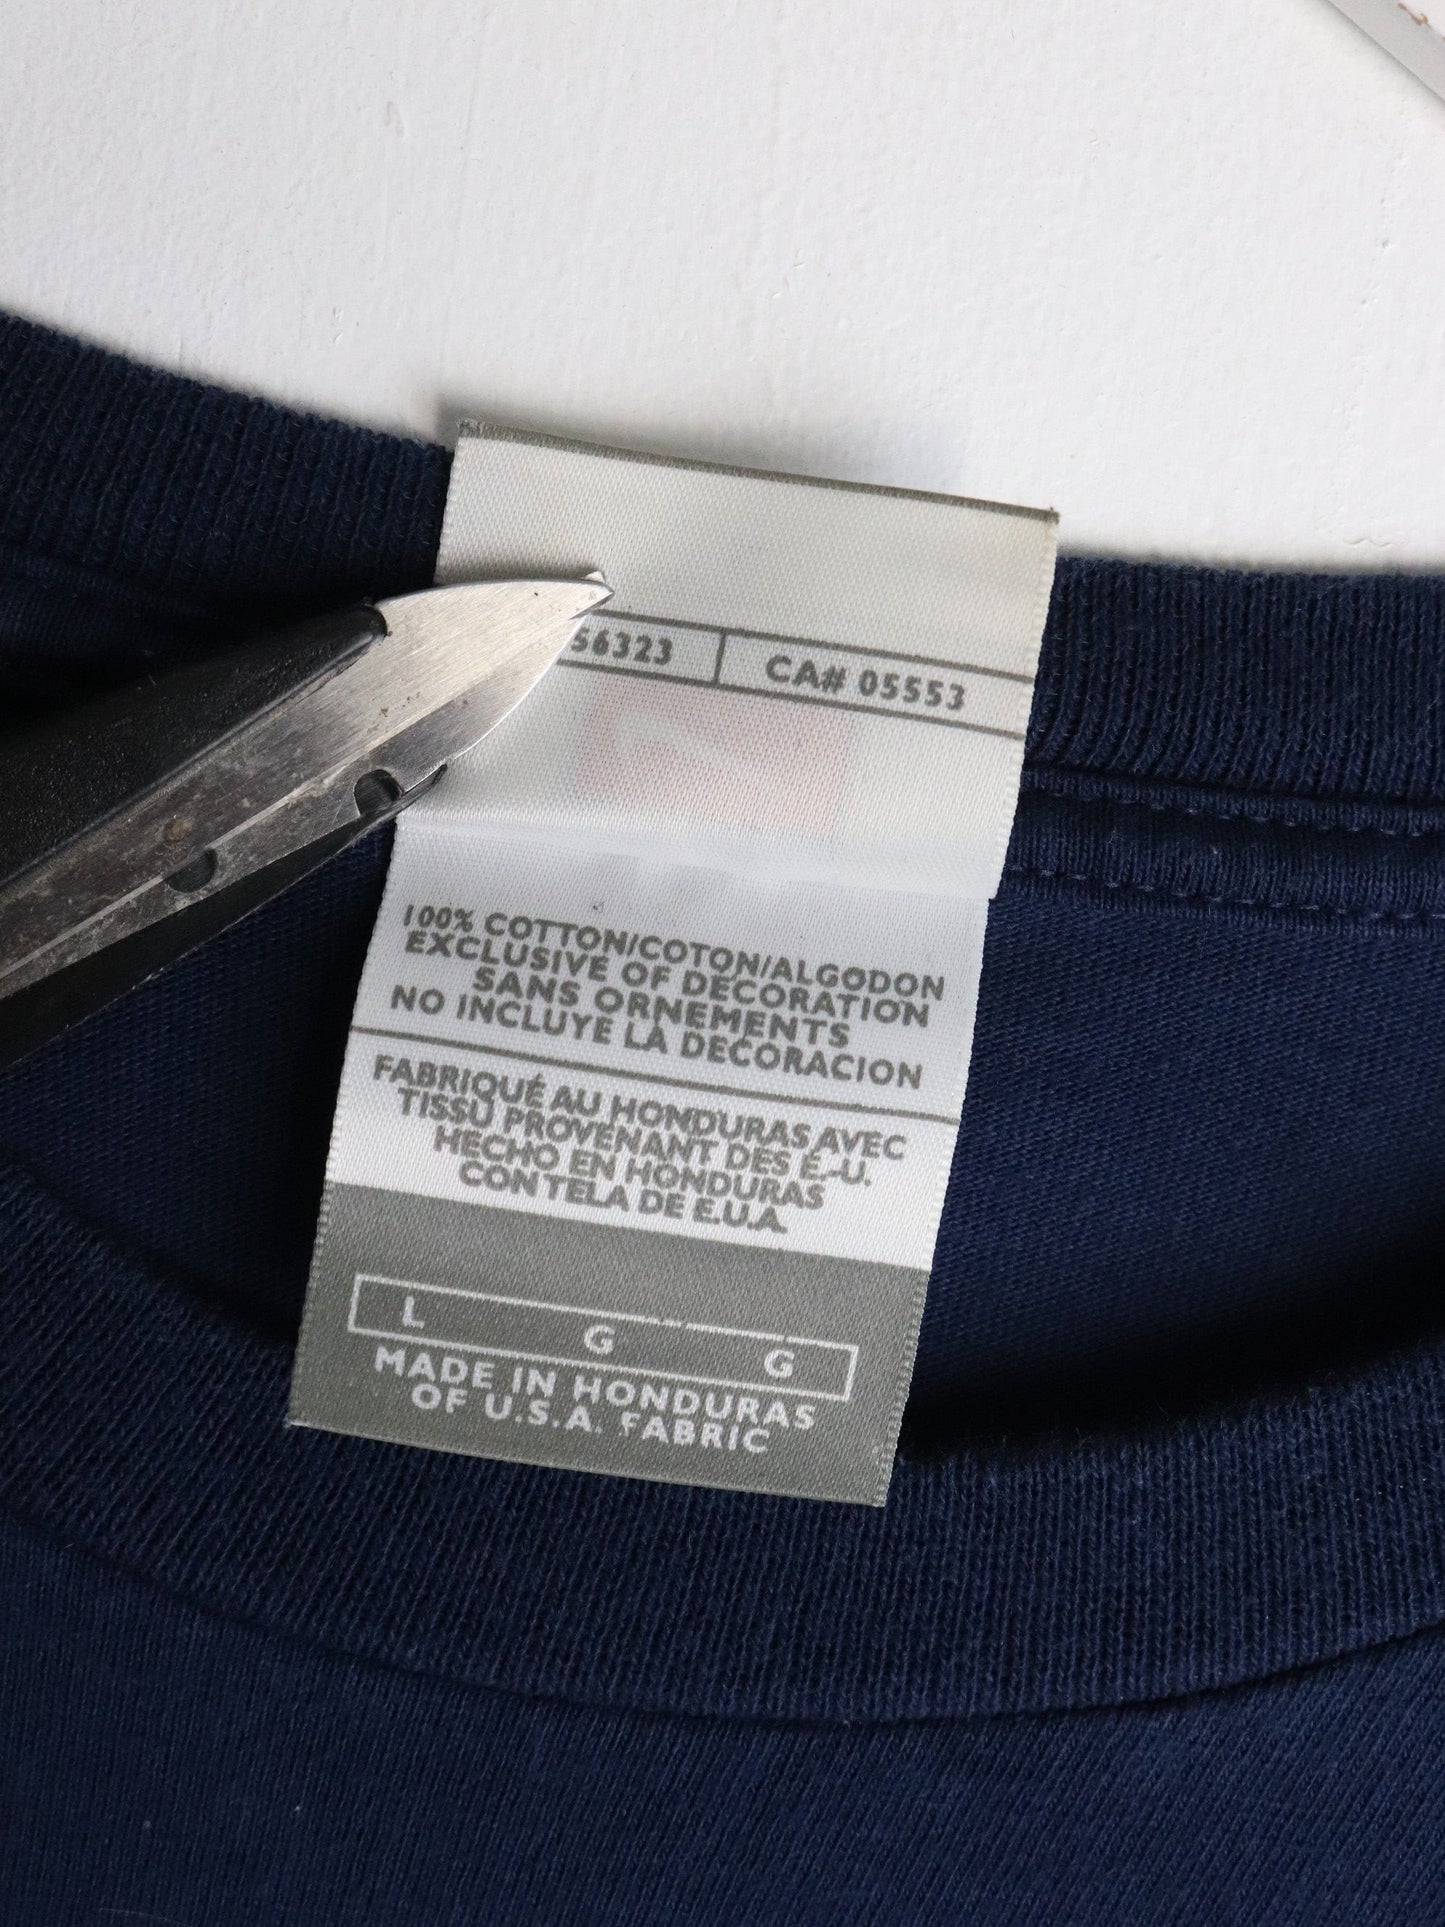 56323 CA# 05553
100% COTTON/COTON/ALGODON
EXCLUSIVE OF DECORATION
SANS ORNEMENTS
NO INCLUYE LA DECORACION
FABRIQUÉ AU HONDURAS AVEC
TISSU PROVENANT DES É.-U.
HECHO EN HONDURAS
CON TELA DE E.U.A.
L G G
MADE IN HONDURAS
OF U.S.A. FABRIC